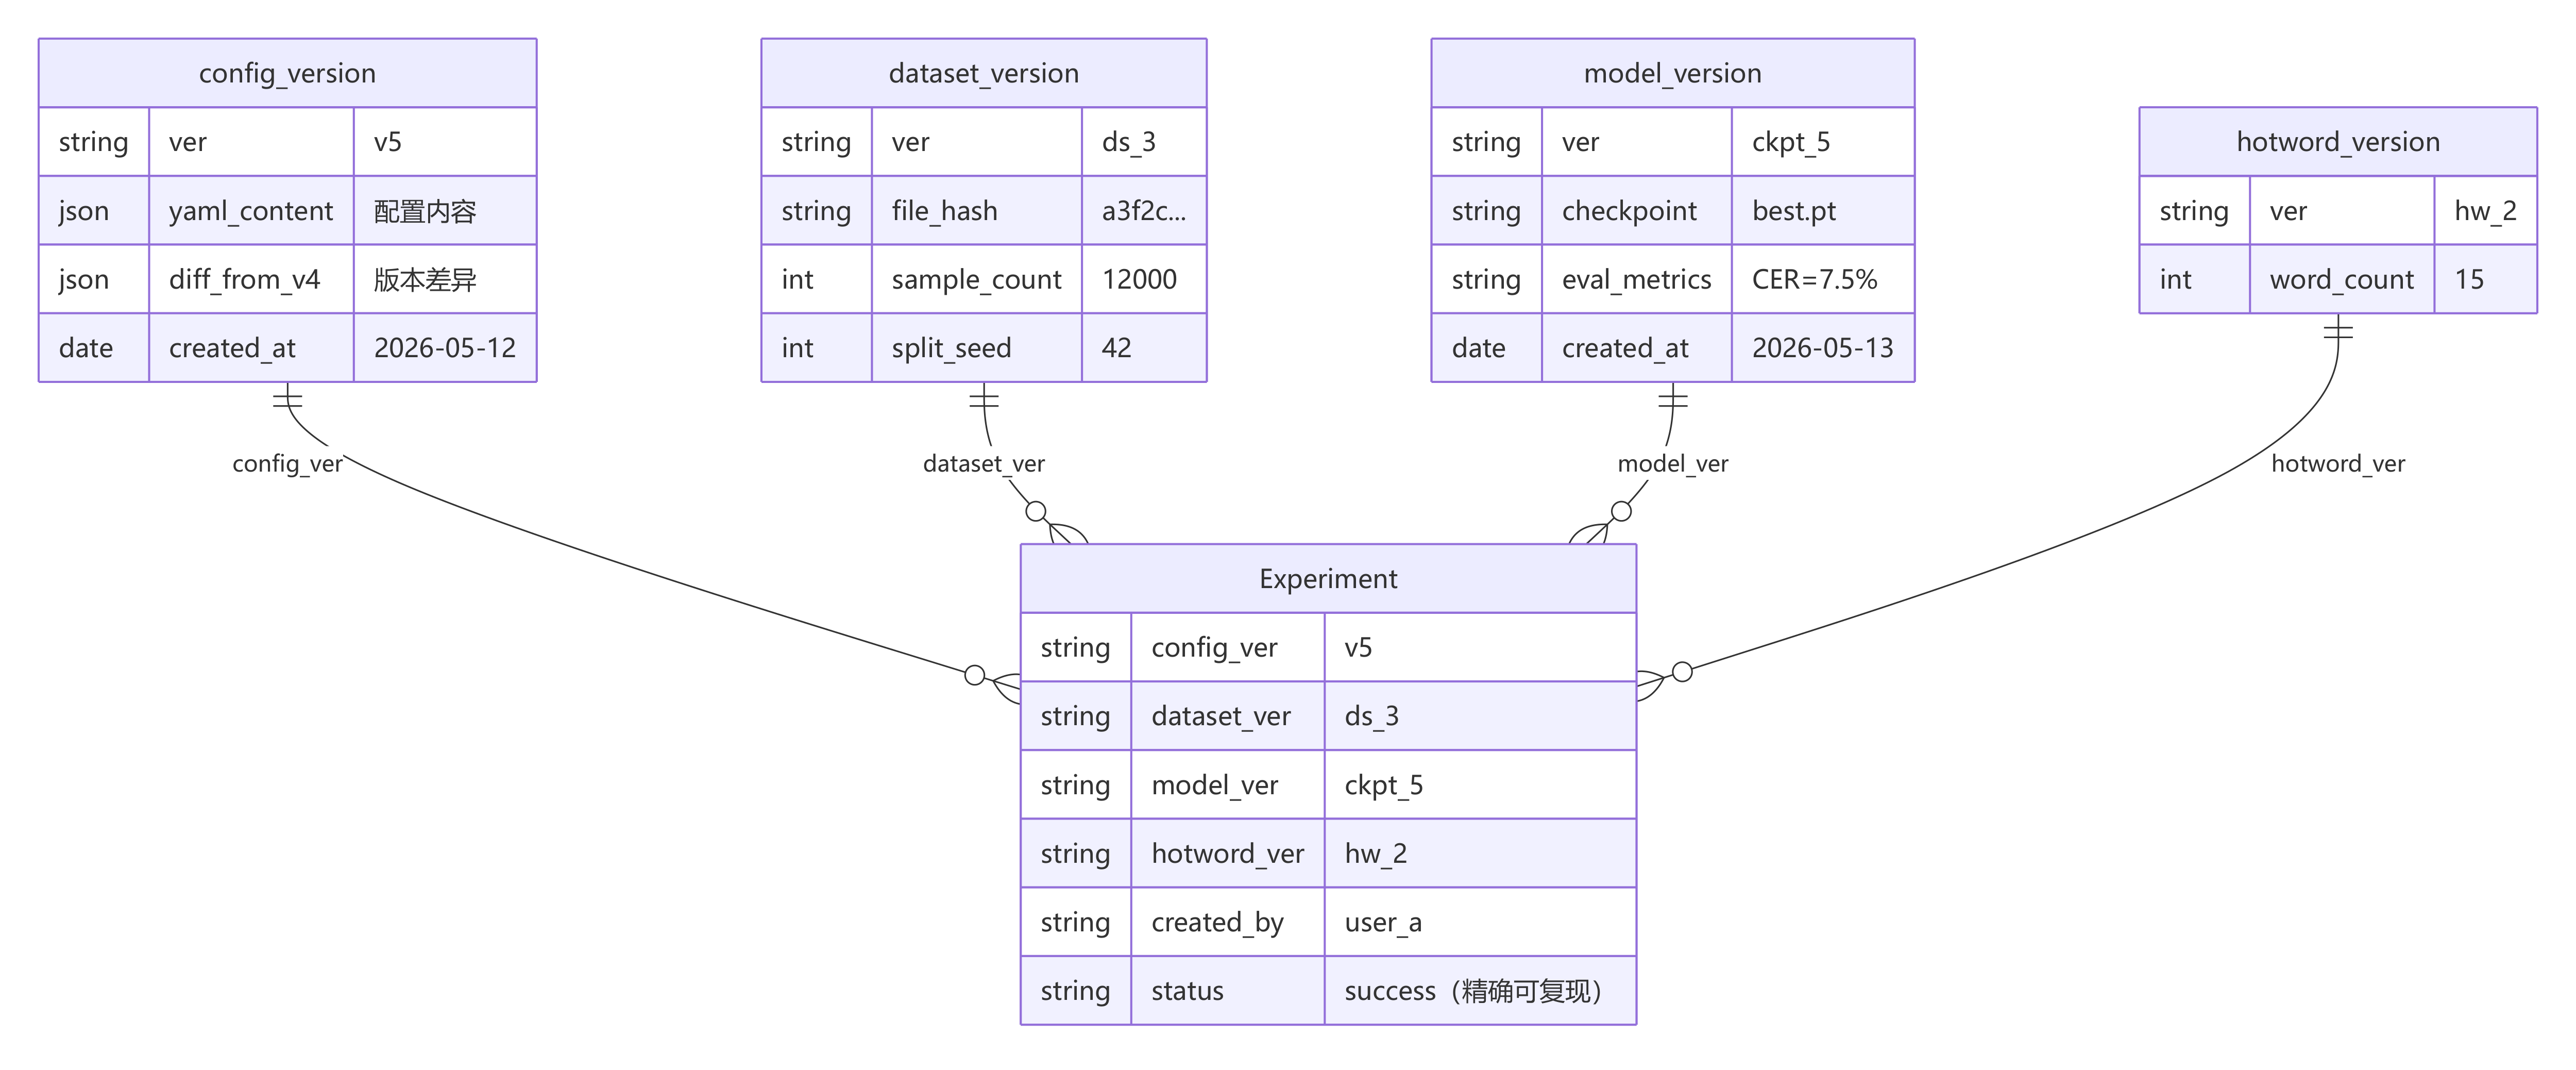 config_version
string ver v5
json yaml_content 配置内容
json diff_from_v4 版本差异
date created_at 2026-05-12
dataset_version
string ver ds_3
string file_hash a3f2c...
int sample_count 12000
int split_seed 42
model_version
string ver ckpt_5
string checkpoint best.pt
string eval_metrics CER=7.5%
date created_at 2026-05-13
hotword_version
string ver hw_2
int word_count 15
config_ver
dataset_ver
model_ver
hotword_ver
Experiment
string config_ver v5
string dataset_ver ds_3
string model_ver ckpt_5
string hotword_ver hw_2
string created_by user_a
string status success（精确可复现）